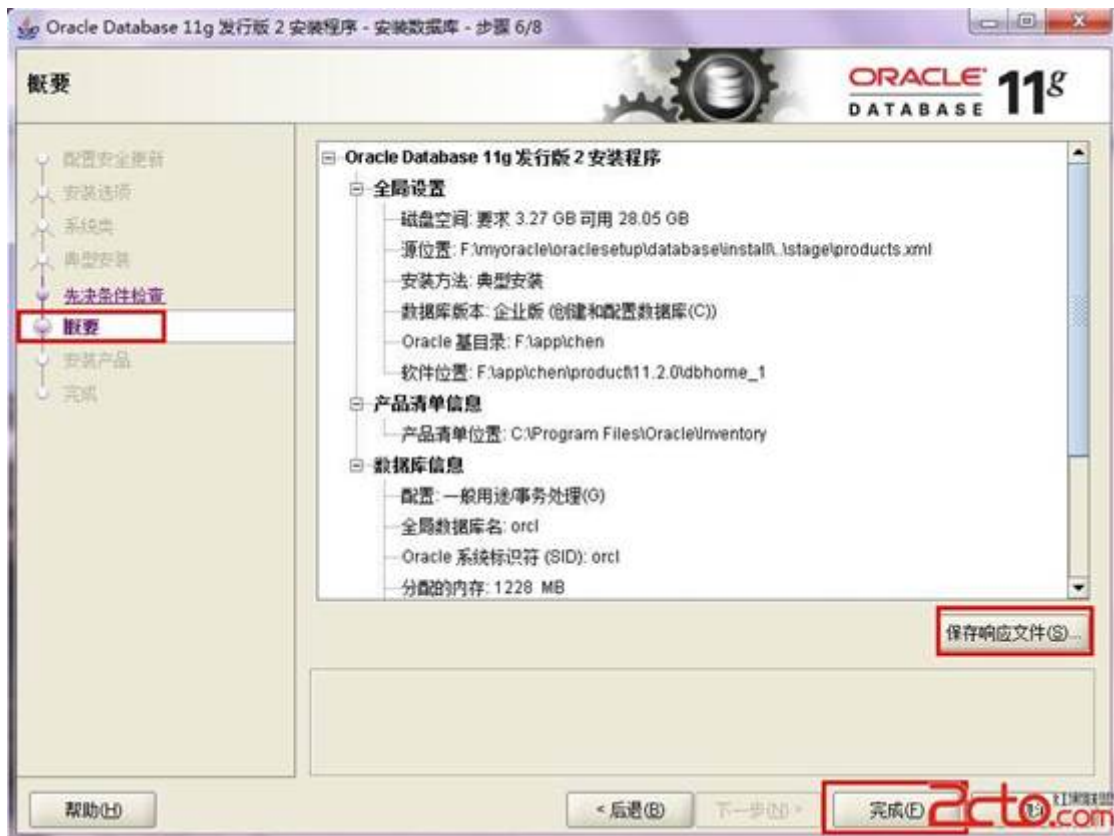 Oracle Database 11g 发行版 2 安装程序 - 安装数据库 - 步骤 6/8
概要
ORACLE
DATABASE 11g
配置安全更新
安装选项
系统类
典型安装
先决条件检查
概要
安装产品
完成
Oracle Database 11g 发行版 2 安装程序
全局设置
磁盘空间: 要求 3.27 GB 可用 28.05 GB
源位置: F:\myoracle\oraclesetup\database\install\..\stage\products.xml
安装方法: 典型安装
数据库版本: 企业版 (创建和配置数据库(C))
Oracle 基目录: F:\app\chen
软件位置: F:\app\chen\product\11.2.0\dbhome_1
产品清单信息
产品清单位置: C:\Program Files\Oracle\Inventory
数据库信息
配置: 一般用途/事务处理(G)
全局数据库名: orcl
Oracle 系统标识符 (SID): orcl
分配的内存: 1228 MB
保存响应文件(S)...
帮助(H)
< 后退(B)
下一步(N) >
完成(F)
2cto.com
红黑联盟